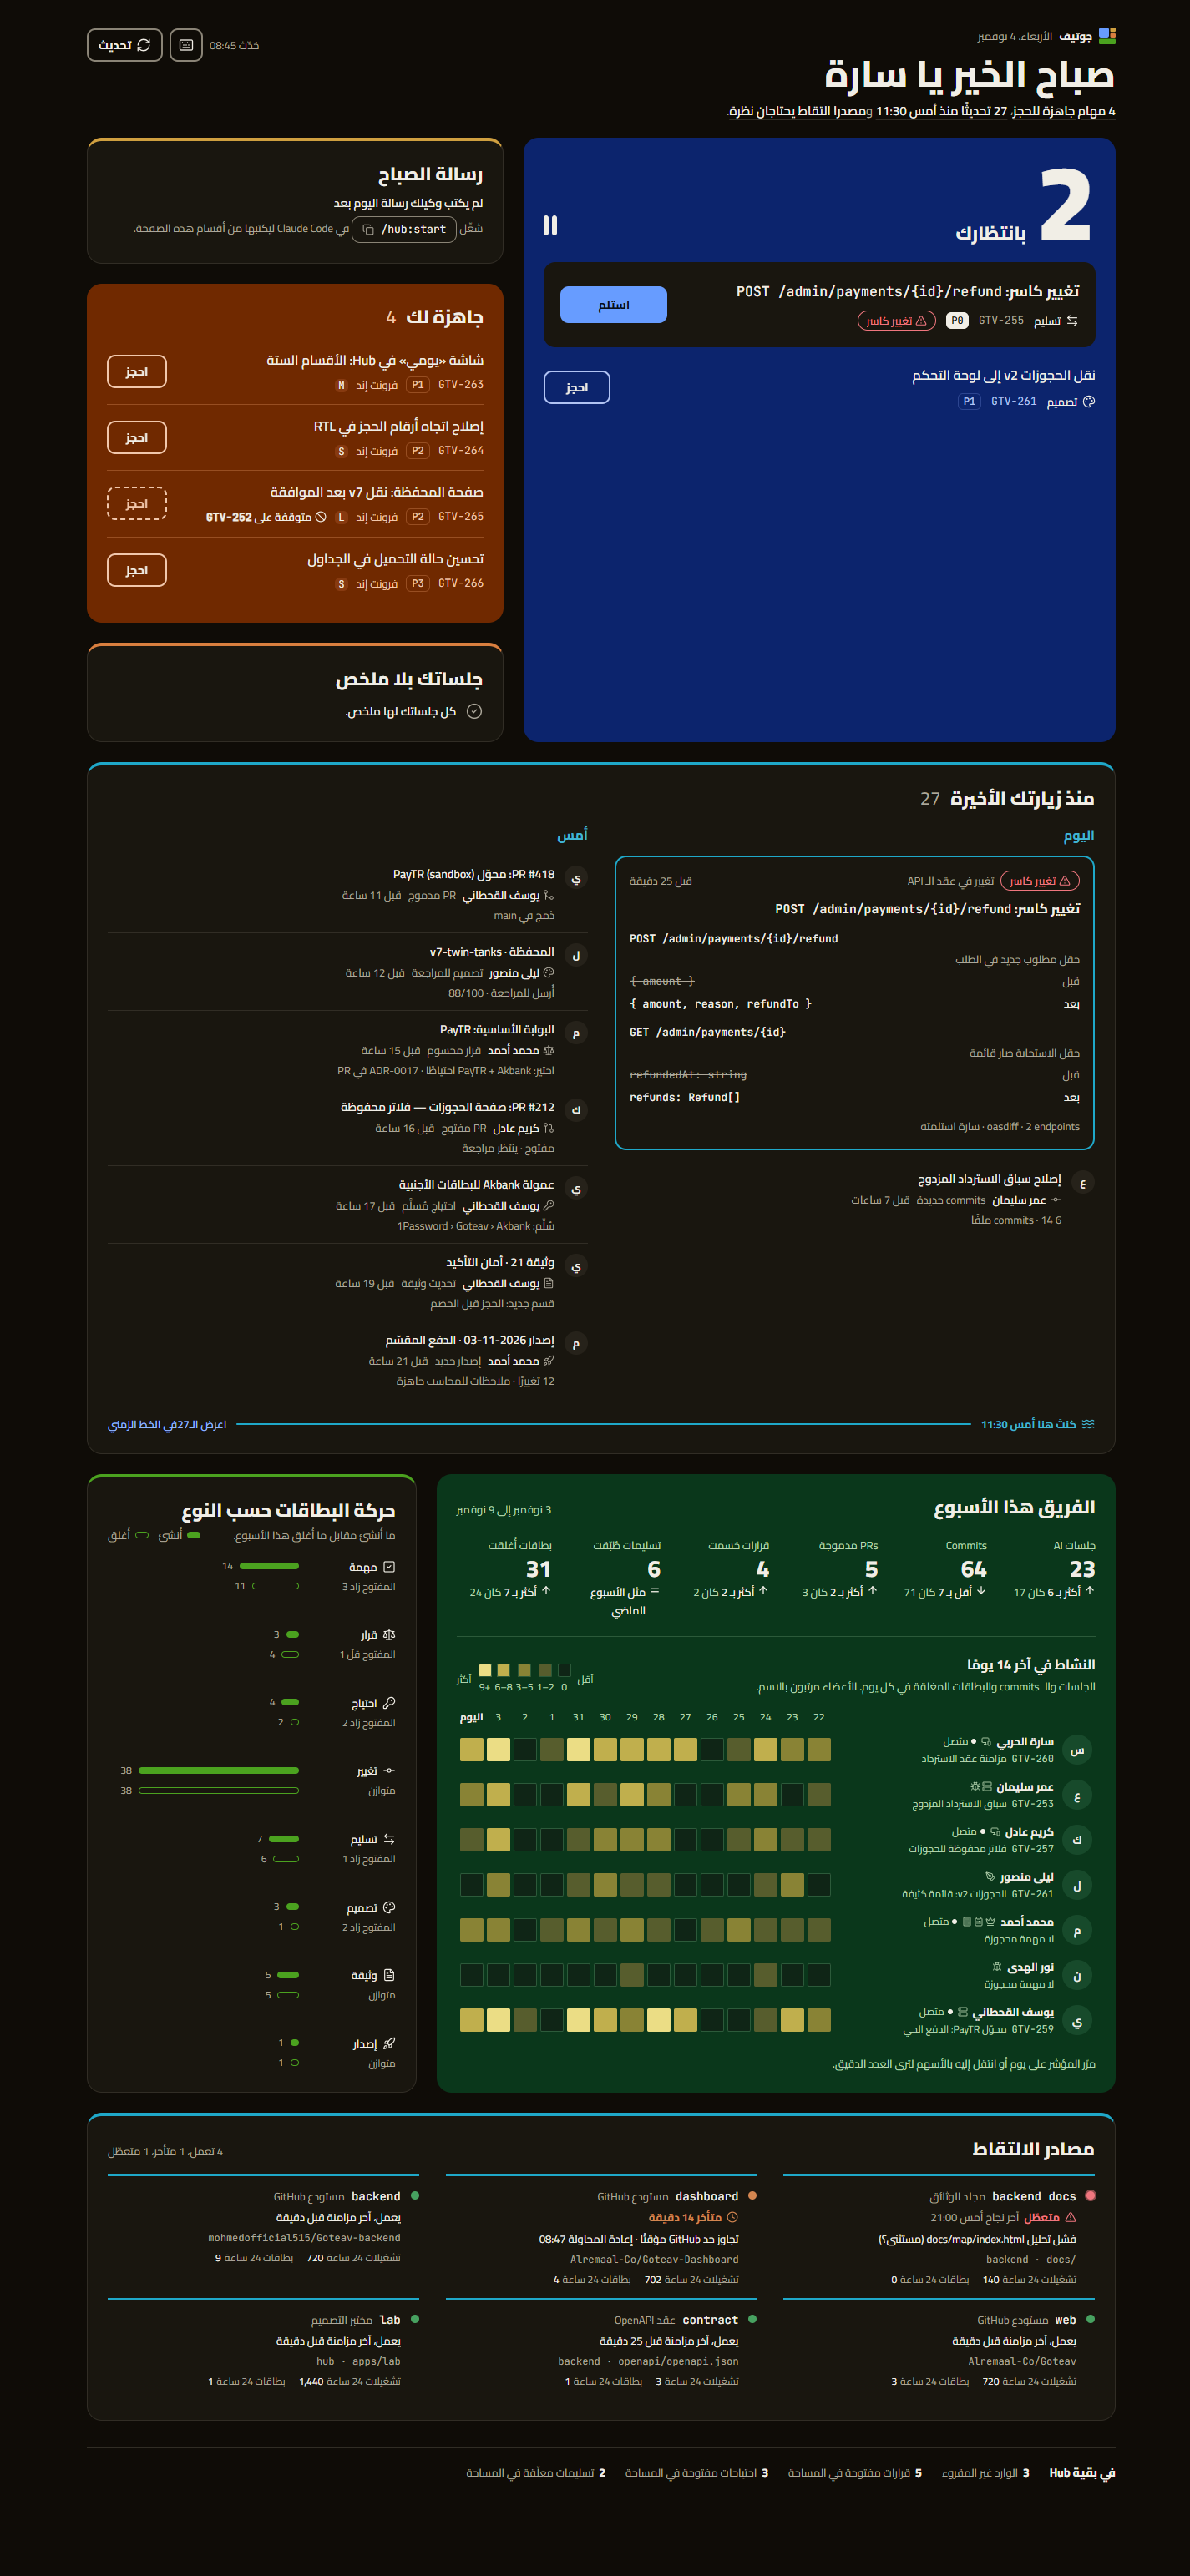 جوتيف الأربعاء، 4 نوفمبر
حُدّث 08:45
تحديث
صباح الخير يا سارة
4 مهام جاهزة للحجز، 27 تحديثًا منذ أمس 11:30 ومصدرا التقاط يحتاجان نظرة.
2 بانتظارك
تغيير كاسر: POST /admin/payments/{id}/refund
تسليم GTV-255 P0 تغيير كاسر
استلم
نقل الحجوزات v2 إلى لوحة التحكم
تصميم GTV-261 P1
احجز
رسالة الصباح
لم يكتب وكيلك رسالة اليوم بعد
شغّل /hub:start في Claude Code ليكتبها من أقسام هذه الصفحة.
جاهزة لك 4
شاشة «يومي» في Hub: الأقسام الستة
GTV-263 P1 فرونت إند M
احجز
إصلاح اتجاه أرقام الحجز في RTL
GTV-264 P2 فرونت إند S
احجز
صفحة المحفظة: نقل v7 بعد الموافقة
GTV-265 P2 فرونت إند L متوقفة على GTV-252
احجز
تحسين حالة التحميل في الجداول
GTV-266 P3 فرونت إند S
احجز
جلساتك بلا ملخص
كل جلساتك لها ملخص.
منذ زيارتك الأخيرة 27
اليوم
تغيير كاسر تغيير في عقد الـ API
قبل 25 دقيقة
تغيير كاسر: POST /admin/payments/{id}/refund
POST /admin/payments/{id}/refund
حقل مطلوب جديد في الطلب
قبل { amount }
بعد { amount, reason, refundTo }
GET /admin/payments/{id}
حقل الاستجابة صار قائمة
قبل refundedAt: string
بعد refunds: Refund[]
oasdiff · 2 endpoints · سارة استلمته
ع
إصلاح سباق الاسترداد المزدوج
عمر سليمان commits جديدة قبل 7 ساعات
6 commits · 14 ملفًا
أمس
ي
PR #418: محوّل PayTR (sandbox)
يوسف القحطاني PR مدموج قبل 11 ساعة
دُمج في main
ل
المحفظة · v7-twin-tanks
ليلى منصور تصميم للمراجعة قبل 12 ساعة
أُرسل للمراجعة · 88/100
م
البوابة الأساسية: PayTR
محمد أحمد قرار محسوم قبل 15 ساعة
اختير: PayTR + Akbank احتياطًا · ADR-0017 في PR
ك
PR #212: صفحة الحجوزات — فلاتر محفوظة
كريم عادل PR مفتوح قبل 16 ساعة
مفتوح · ينتظر مراجعة
ي
عمولة Akbank للبطاقات الأجنبية
يوسف القحطاني احتياج مُسلَّم قبل 17 ساعة
سُلّم: 1Password › Goteav › Akbank
ي
وثيقة 21 · أمان التأكيد
يوسف القحطاني تحديث وثيقة قبل 19 ساعة
قسم جديد: الحجز قبل الخصم
م
إصدار 2026-11-03 · الدفع المقسّم
محمد أحمد إصدار جديد قبل 21 ساعة
12 تغييرًا · ملاحظات للمحاسب جاهزة
كنت هنا أمس 11:30
اعرض الـ27في الخط الزمني
الفريق هذا الأسبوع
3 نوفمبر إلى 9 نوفمبر
جلسات AI
23
أكثر بـ 6 كان 17
Commits
64
أقل بـ 7 كان 71
PRs مدموجة
5
أكثر بـ 2 كان 3
قرارات حُسمت
4
أكثر بـ 2 كان 2
تسليمات طُبّقت
6
مثل الأسبوع الماضي
بطاقات أُغلقت
31
أكثر بـ 7 كان 24
النشاط في آخر 14 يومًا
الجلسات والـ commits والبطاقات المغلقة في كل يوم. الأعضاء مرتبون بالاسم.
أقل 0 1–2 3–5 6–8 9+ أكثر
22 23 24 25 26 27 28 29 30 31 1 2 3 اليوم
س
سارة الحربي متصل
GTV-260 مزامنة عقد الاسترداد
ع
عمر سليمان
GTV-253 سباق الاسترداد المزدوج
ك
كريم عادل متصل
GTV-257 فلاتر محفوظة للحجوزات
ل
ليلى منصور
GTV-261 الحجوزات v2: قائمة كثيفة
م
محمد أحمد متصل
لا مهمة محجوزة
ن
نور الهدى
لا مهمة محجوزة
ي
يوسف القحطاني متصل
GTV-259 محوّل PayTR: الدفع الحي
مرّر المؤشر على يوم أو انتقل إليه بالأسهم لترى العدد الدقيق.
حركة البطاقات حسب النوع
ما أُنشئ مقابل ما أُغلق هذا الأسبوع.
أُنشئ أُغلق
مهمة 14
المفتوح زاد 3 11
قرار 3
المفتوح قلّ 1 4
احتياج 4
المفتوح زاد 2 2
تغيير 38
متوازن 38
تسليم 7
المفتوح زاد 1 6
تصميم 3
المفتوح زاد 2 1
وثيقة 5
متوازن 5
إصدار 1
متوازن 1
مصادر الالتقاط
4 تعمل، 1 متأخر، 1 متعطّل
backend docs مجلد الوثائق
متعطّل آخر نجاح أمس 21:00
فشل تحليل docs/map/index.html (مستثنى؟)
backend · docs/
تشغيلات 24 ساعة 140 بطاقات 24 ساعة 0
dashboard مستودع GitHub
متأخر 14 دقيقة
تجاوز حد GitHub مؤقتًا · إعادة المحاولة 08:47
Alremaal-Co/Goteav-Dashboard
تشغيلات 24 ساعة 702 بطاقات 24 ساعة 4
backend مستودع GitHub
يعمل، آخر مزامنة قبل دقيقة
mohmedofficial515/Goteav-backend
تشغيلات 24 ساعة 720 بطاقات 24 ساعة 9
web مستودع GitHub
يعمل، آخر مزامنة قبل دقيقة
Alremaal-Co/Goteav
تشغيلات 24 ساعة 720 بطاقات 24 ساعة 3
contract عقد OpenAPI
يعمل، آخر مزامنة قبل 25 دقيقة
backend · openapi/openapi.json
تشغيلات 24 ساعة 3 بطاقات 24 ساعة 1
lab مختبر التصميم
يعمل، آخر مزامنة قبل دقيقة
hub · apps/lab
تشغيلات 24 ساعة 1,440 بطاقات 24 ساعة 1
في بقية Hub 3 الوارد غير المقروء 5 قرارات مفتوحة في المساحة 3 احتياجات مفتوحة في المساحة 2 تسليمات معلّقة في المساحة